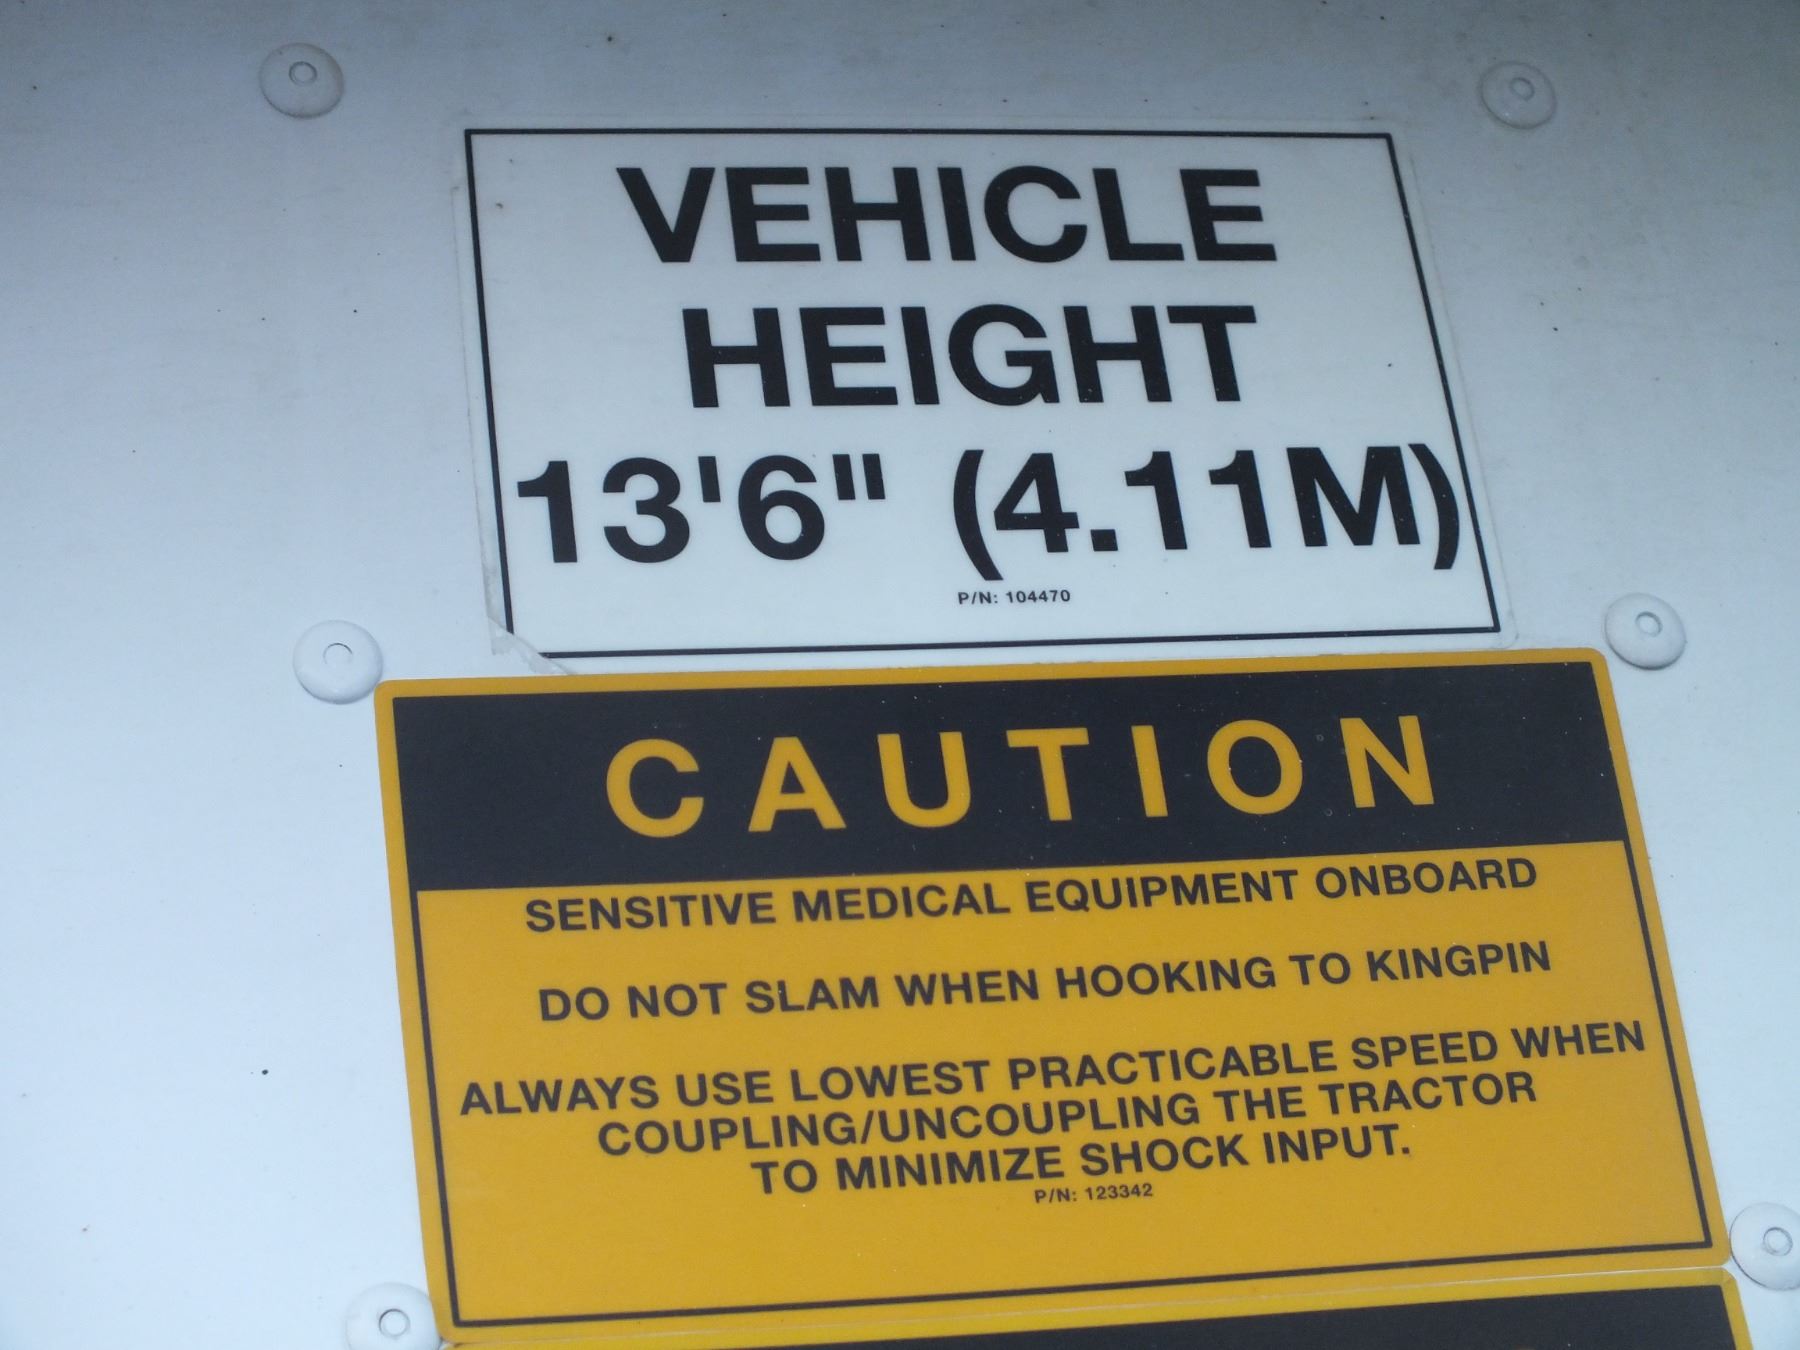 VEHICLE
HEIGHT
13'6" (4.11M)
P/N: 104470
CAUTION
SENSITIVE MEDICAL EQUIPMENT ONBOARD
DO NOT SLAM WHEN HOOKING TO KINGPIN
ALWAYS USE LOWEST PRACTICABLE SPEED WHEN
COUPLING/UNCOUPLING THE TRACTOR
TO MINIMIZE SHOCK INPUT.
P/N: 123342